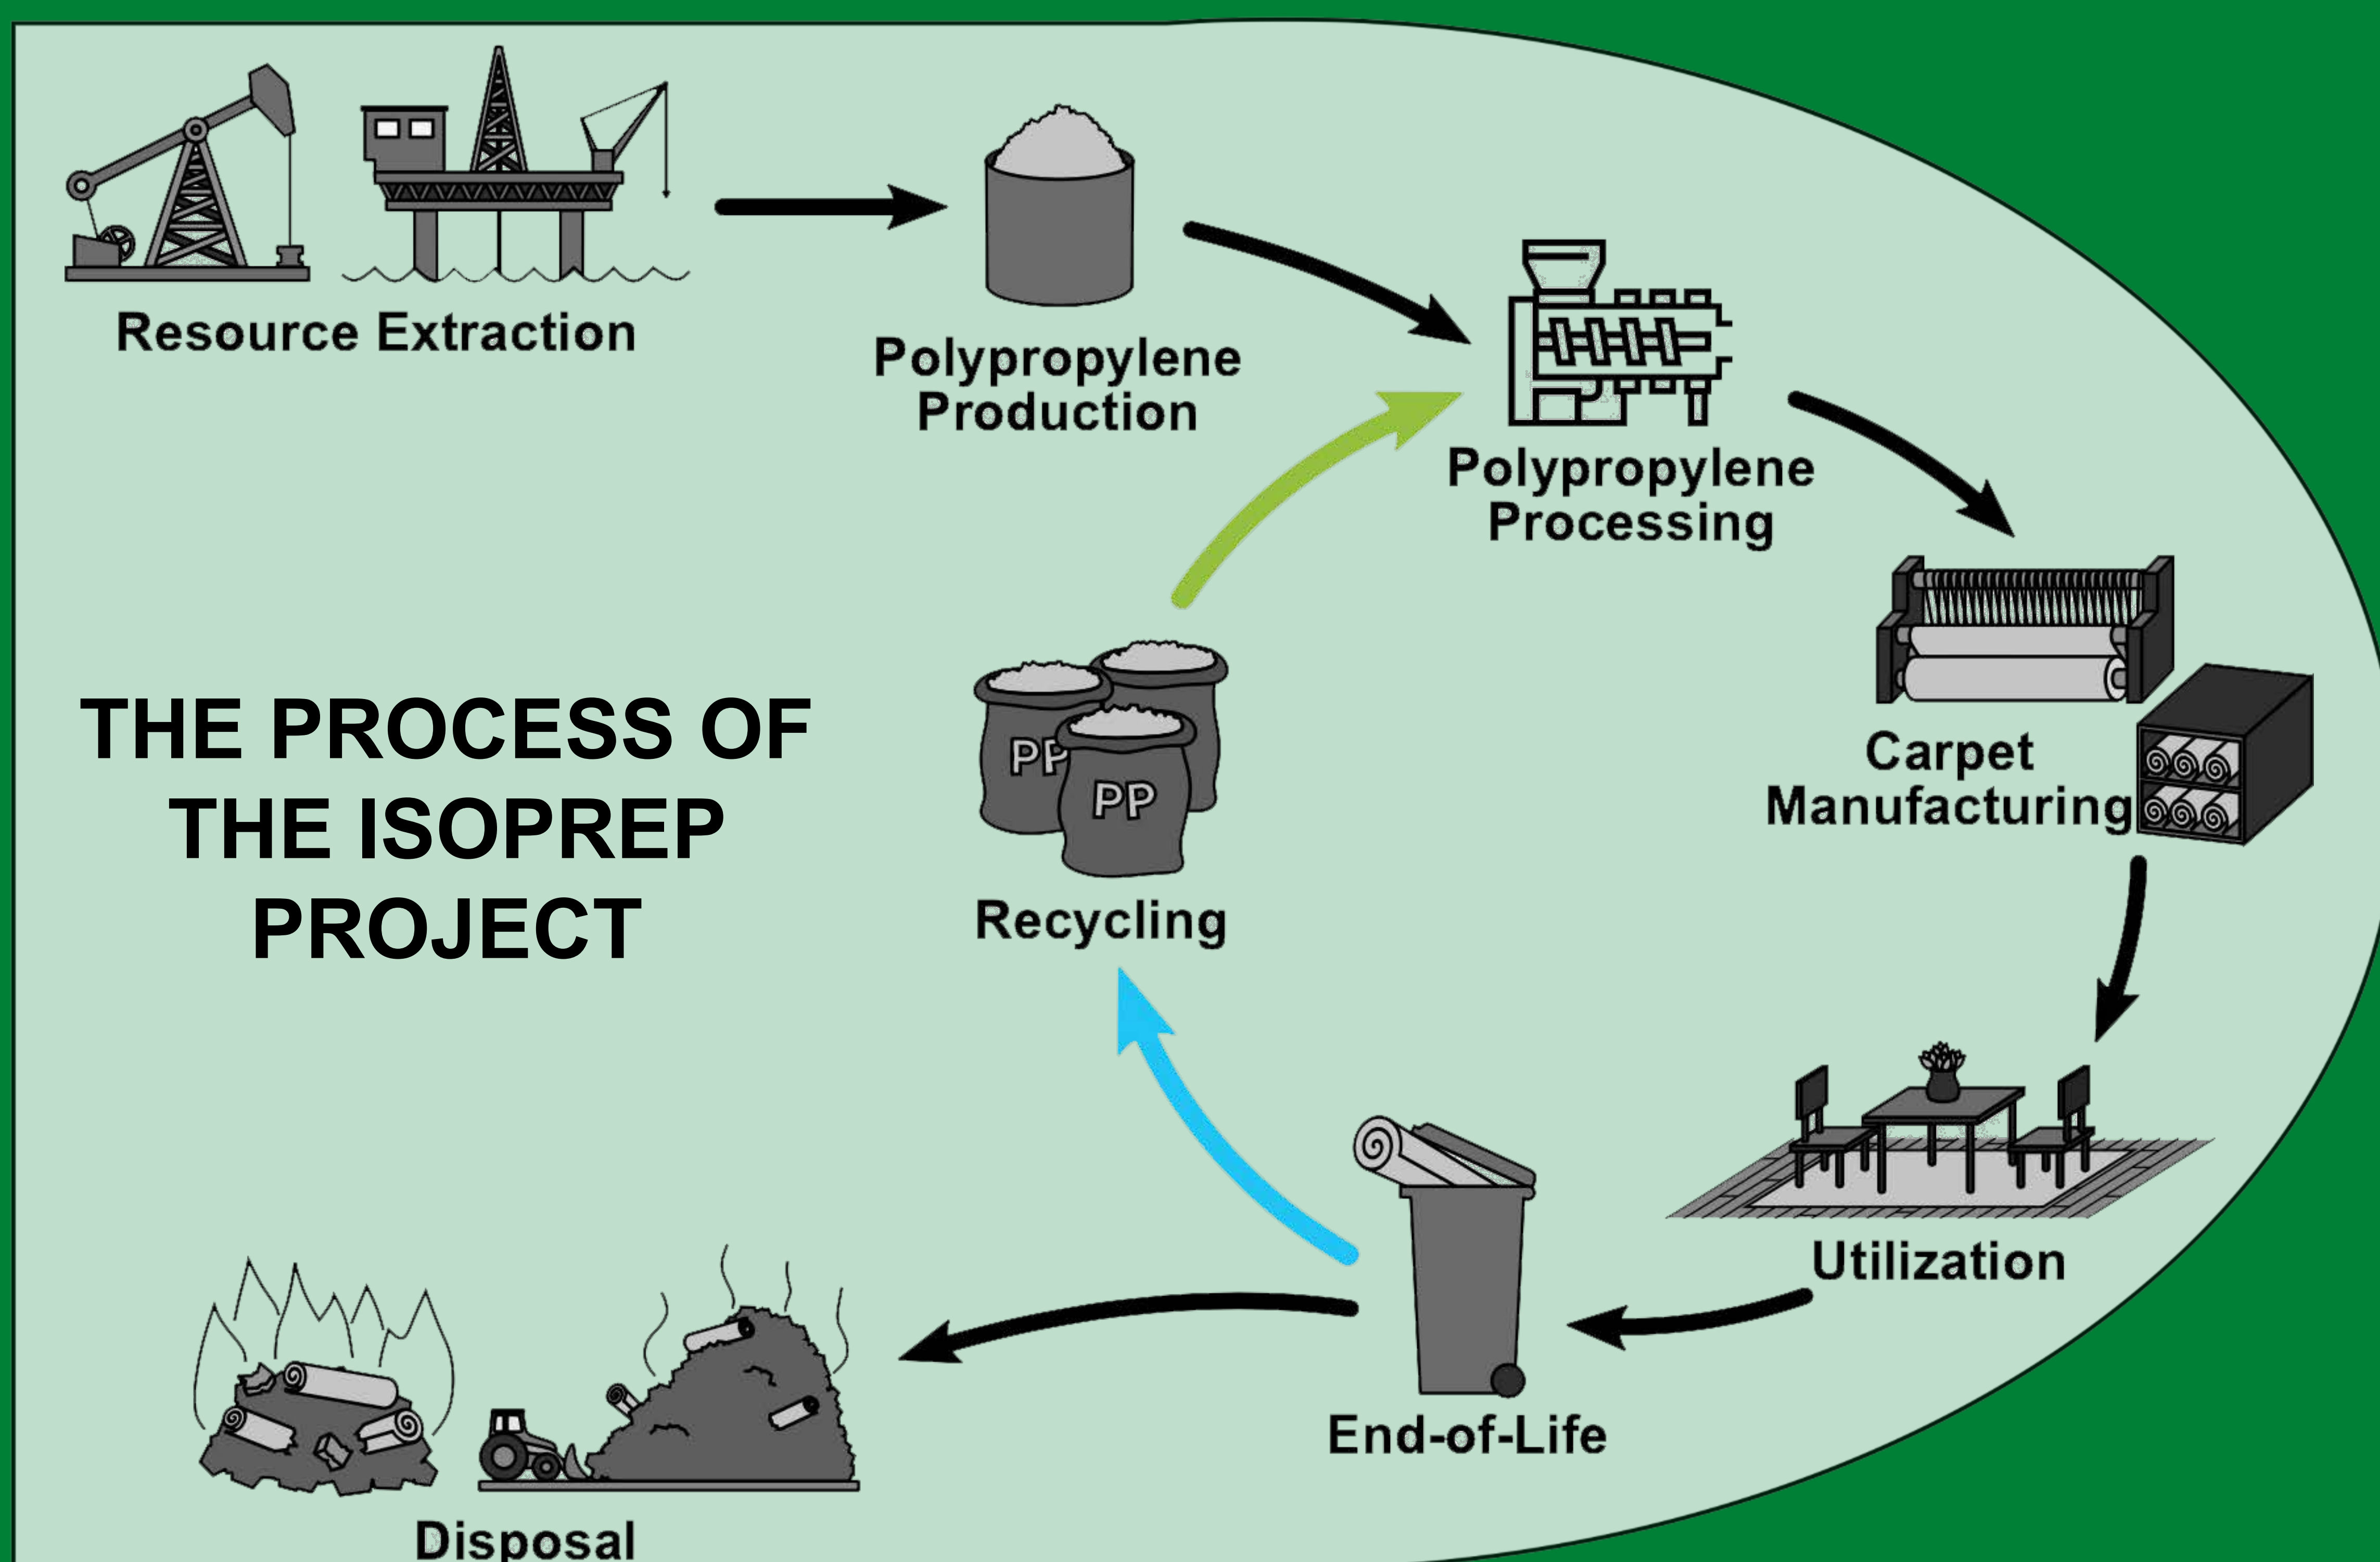 Resource Extraction
Polypropylene
Production
Polypropylene
Processing
Carpet
Manufacturing
THE PROCESS OF
THE ISOPREP
PROJECT
PP
PP
Recycling
Utilization
End-of-Life
Disposal